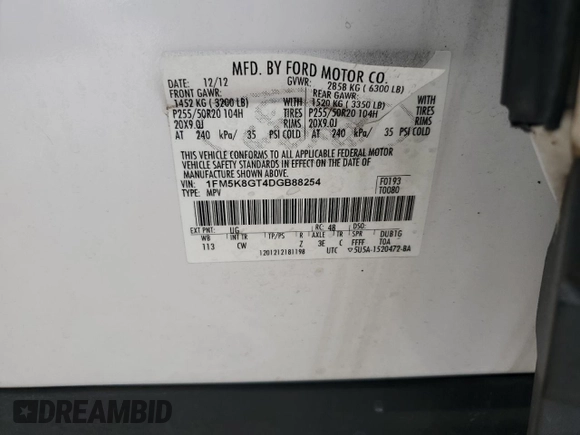 MFD. BY FORD MOTOR CO.
DATE: 12/12 GVWR: 2858 KG ( 6300 LB)
FRONT GAWR: REAR GAWR:
1452 KG ( 3200 LB) WITH 1520 KG ( 3350 LB) WITH
P255/50R20 104H TIRES P255/50R20 104H TIRES
20X9.0J RIMS 20X9.0J RIMS
AT 240 kPa/ 35 PSI COLD AT 240 kPa/ 35 PSI COLD
THIS VEHICLE CONFORMS TO ALL APPLICABLE FEDERAL MOTOR
VEHICLE SAFETY STANDARDS IN EFFECT ON THE DATE OF
MANUFACTURE SHOWN ABOVE.
VIN: 1FM5K8GT4DGB88254 F0193
TYPE: MPV T0080
EXT PNT: UG RC: 48 DSO:
WB INT TR TP/PS R AXLE TR SPR DUB1G
113 CW Z 3E C FFFF TOA
1201212181198 UTC ▽5U5A-1520472-BA
DREAMBID